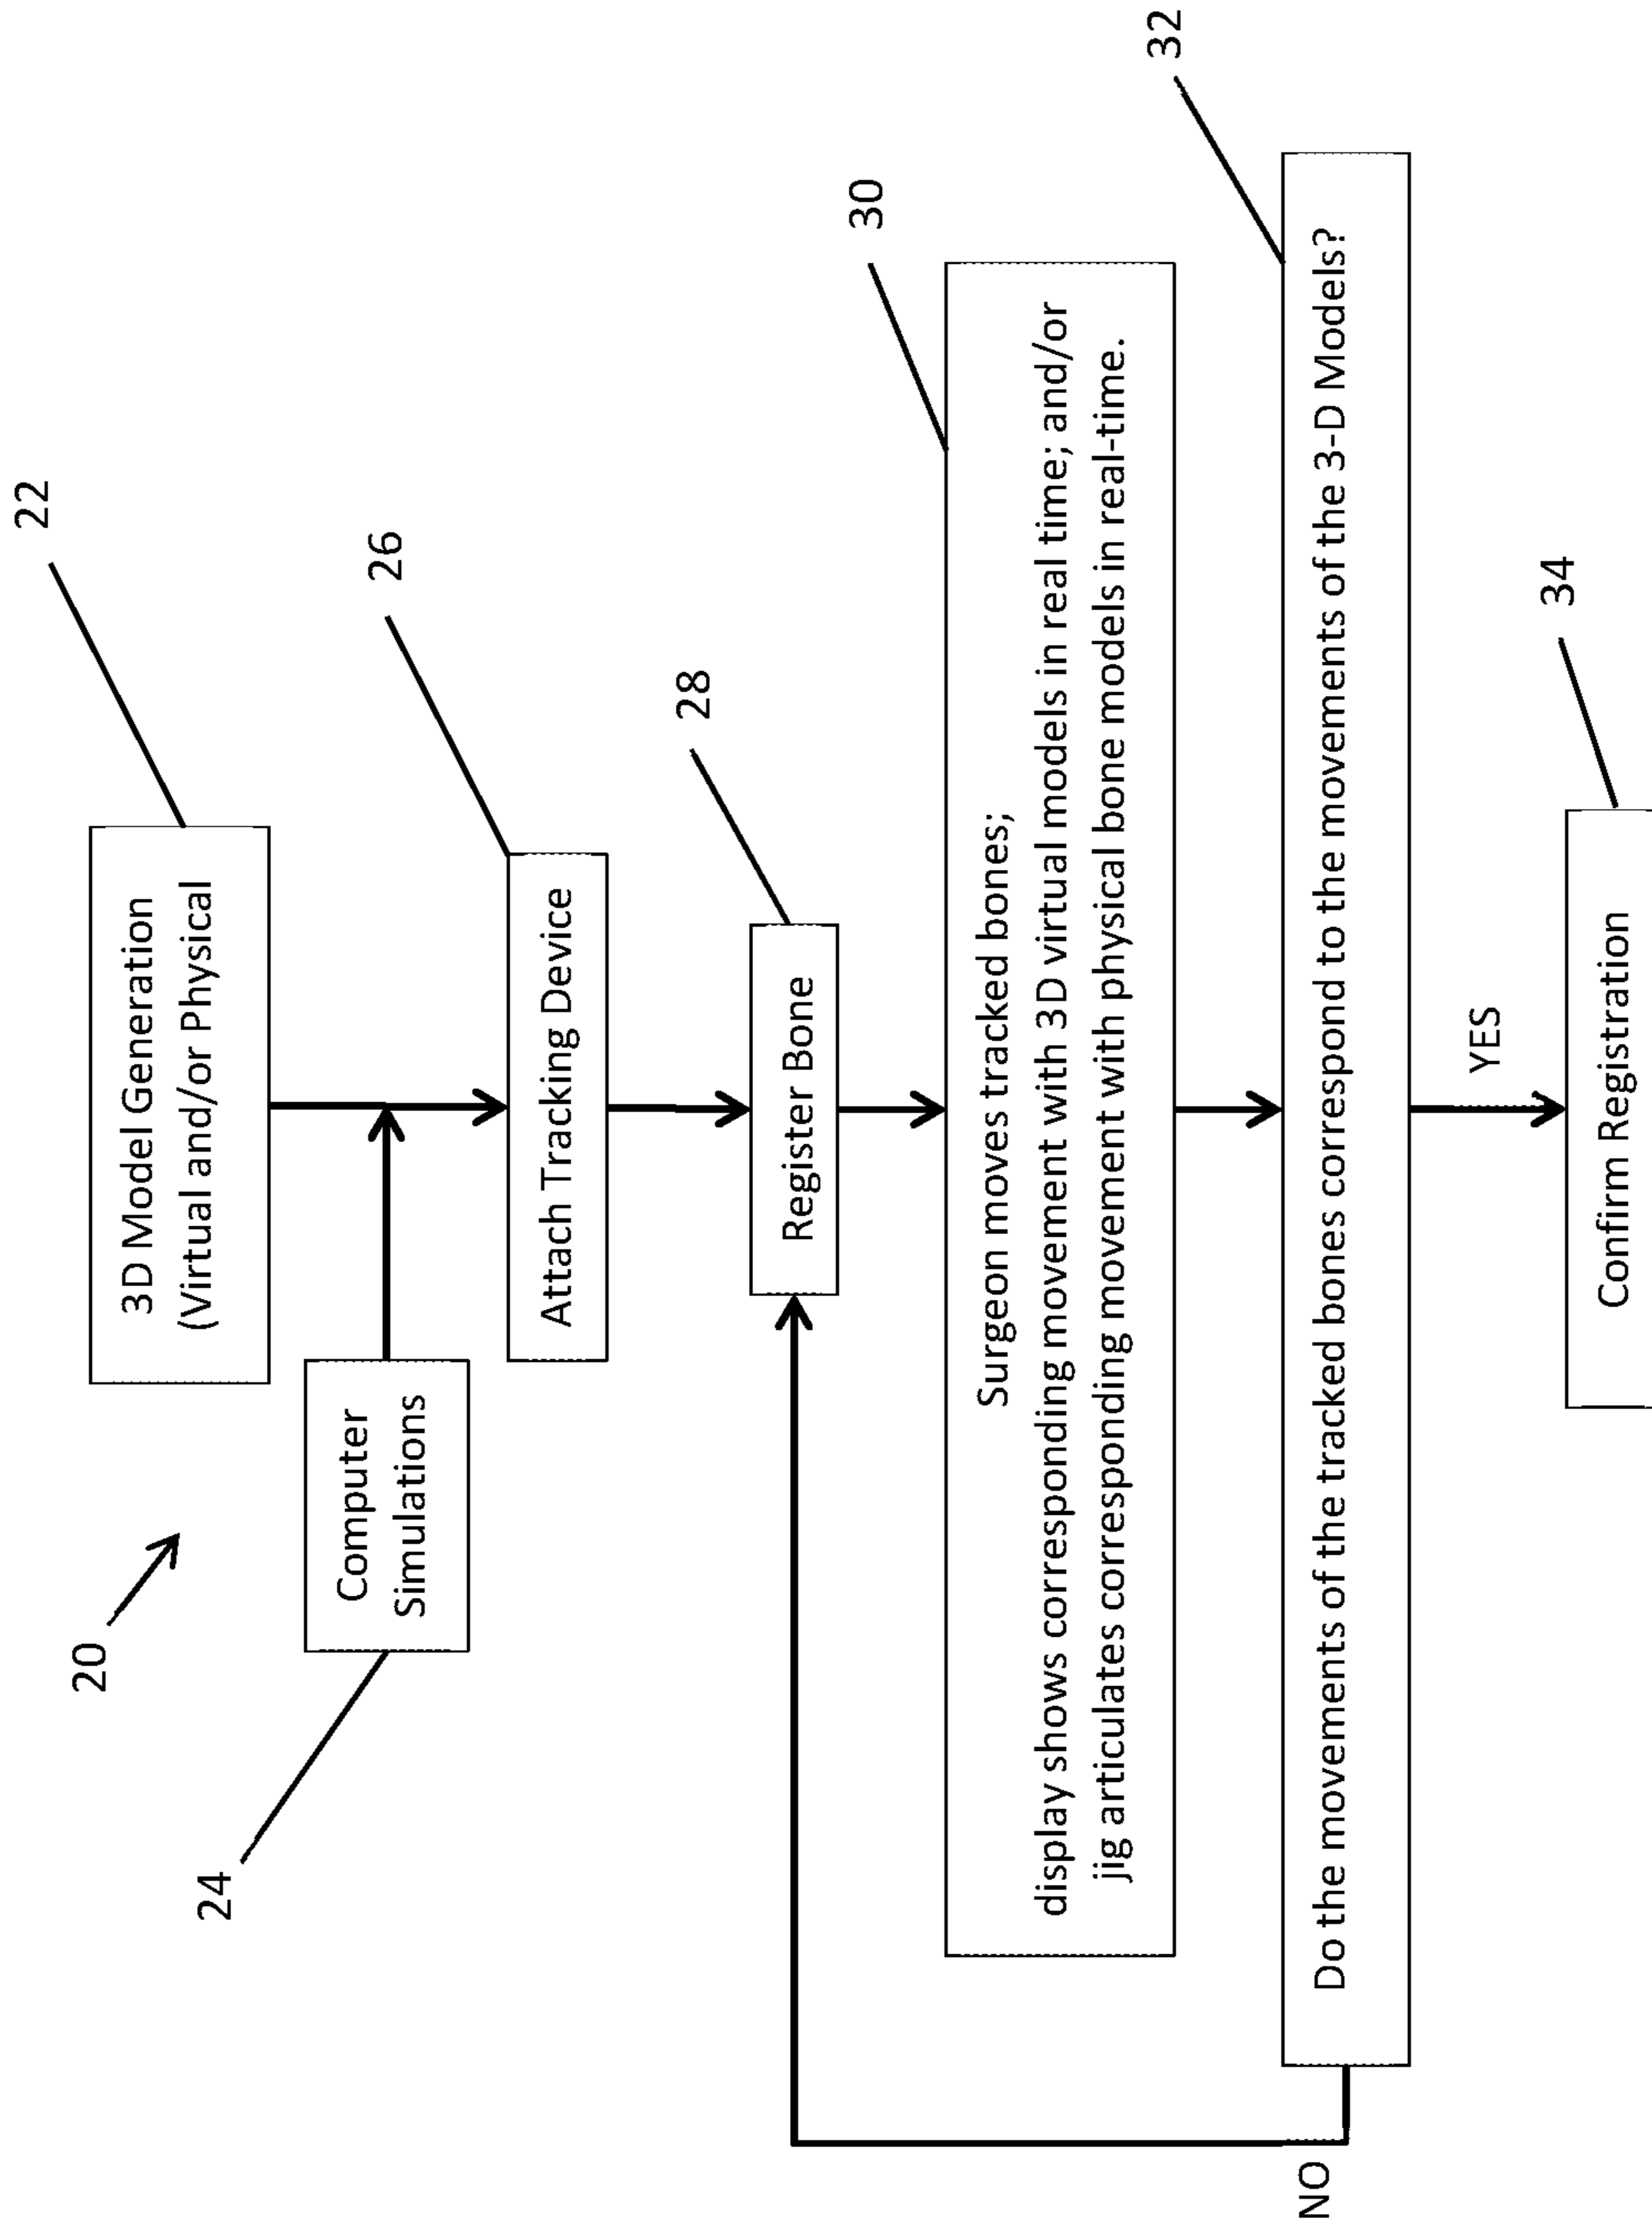 20
22
3D Model Generation
(Virtual and/or Physical
24
Computer
Simulations
26
Attach Tracking Device
28
Register Bone
30
Surgeon moves tracked bones;
display shows corresponding movement with 3D virtual models in real time; and/or
jig articulates corresponding movement with physical bone models in real-time.
32
Do the movements of the tracked bones correspond to the movements of the 3-D Models?
NO
YES
34
Confirm Registration